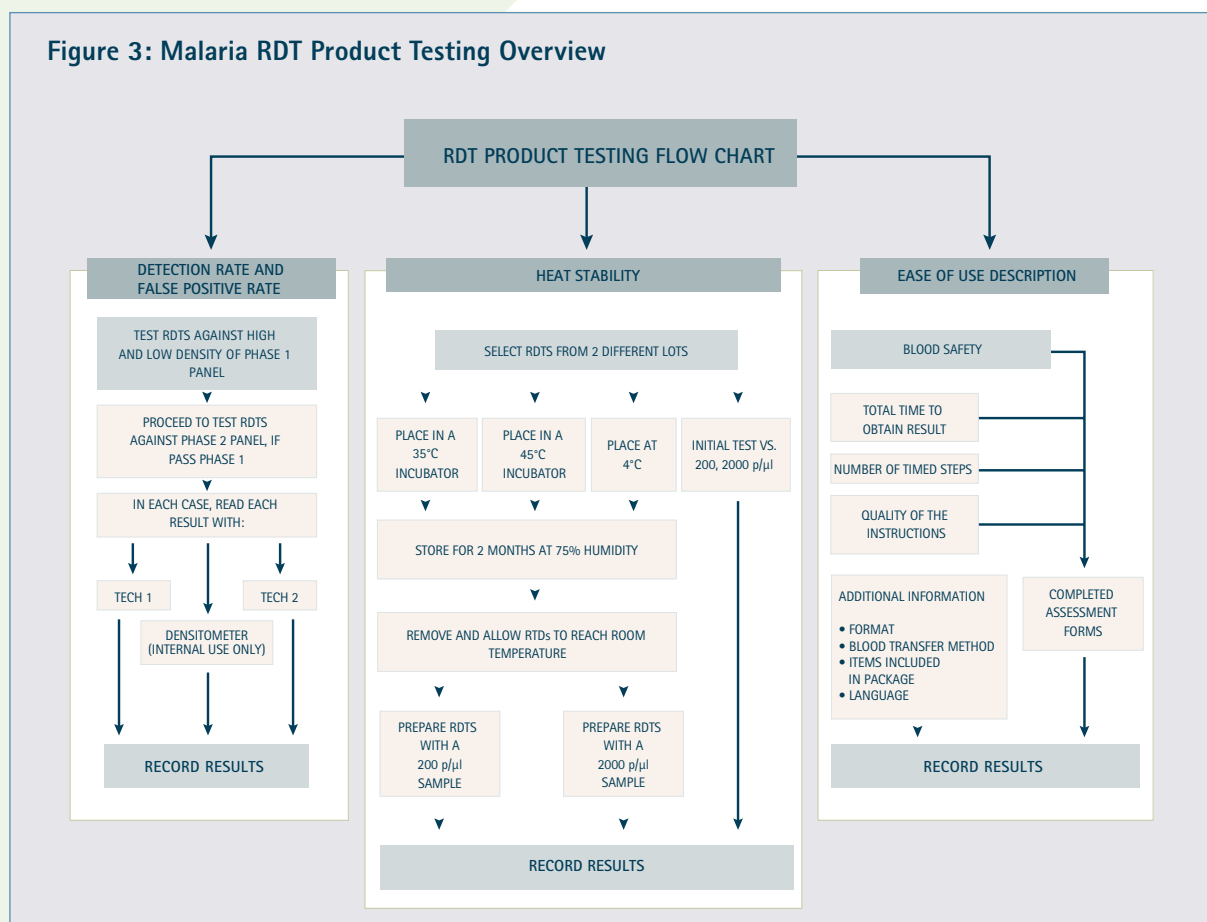 Figure 3: Malaria RDT Product Testing Overview
RDT PRODUCT TESTING FLOW CHART
DETECTION RATE AND
FALSE POSITIVE RATE
TEST RDTS AGAINST HIGH
AND LOW DENSITY OF PHASE 1
PANEL
PROCEED TO TEST RDTS
AGAINST PHASE 2 PANEL, IF
PASS PHASE 1
IN EACH CASE, READ EACH
RESULT WITH:
TECH 1
TECH 2
DENSITOMETER
(INTERNAL USE ONLY)
RECORD RESULTS
HEAT STABILITY
SELECT RDTS FROM 2 DIFFERENT LOTS
PLACE IN A
35°C
INCUBATOR
PLACE IN A
45°C
INCUBATOR
PLACE AT
4°C
INITIAL TEST VS.
200, 2000 p/µl
STORE FOR 2 MONTHS AT 75% HUMIDITY
REMOVE AND ALLOW RTDs TO REACH ROOM
TEMPERATURE
PREPARE RDTS
WITH A
200 p/µl
SAMPLE
PREPARE RDTS
WITH A
2000 p/µl
SAMPLE
RECORD RESULTS
EASE OF USE DESCRIPTION
BLOOD SAFETY
TOTAL TIME TO
OBTAIN RESULT
NUMBER OF TIMED STEPS
QUALITY OF THE
INSTRUCTIONS
ADDITIONAL INFORMATION
• FORMAT
• BLOOD TRANSFER METHOD
• ITEMS INCLUDED
IN PACKAGE
• LANGUAGE
COMPLETED
ASSESSMENT
FORMS
RECORD RESULTS